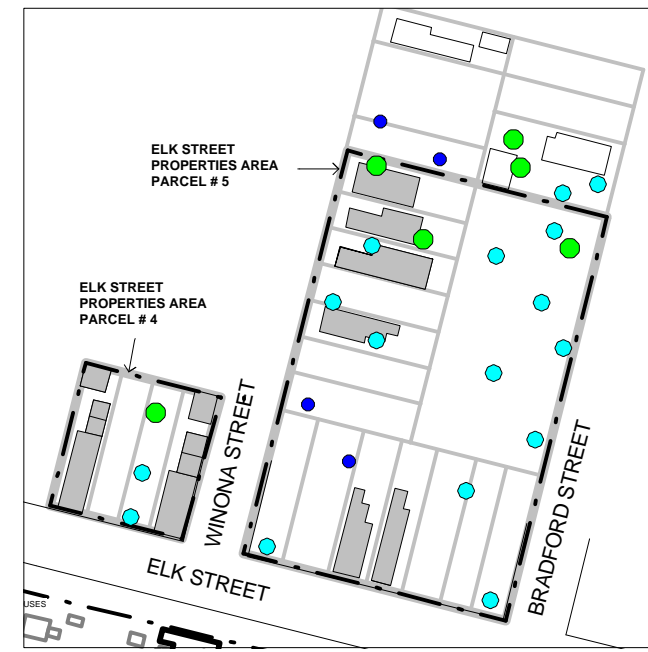 ELK STREET
PROPERTIES AREA
PARCEL # 5
ELK STREET
PROPERTIES AREA
PARCEL # 4
WINONA STREET
BRADFORD STREET
ELK STREET
USES